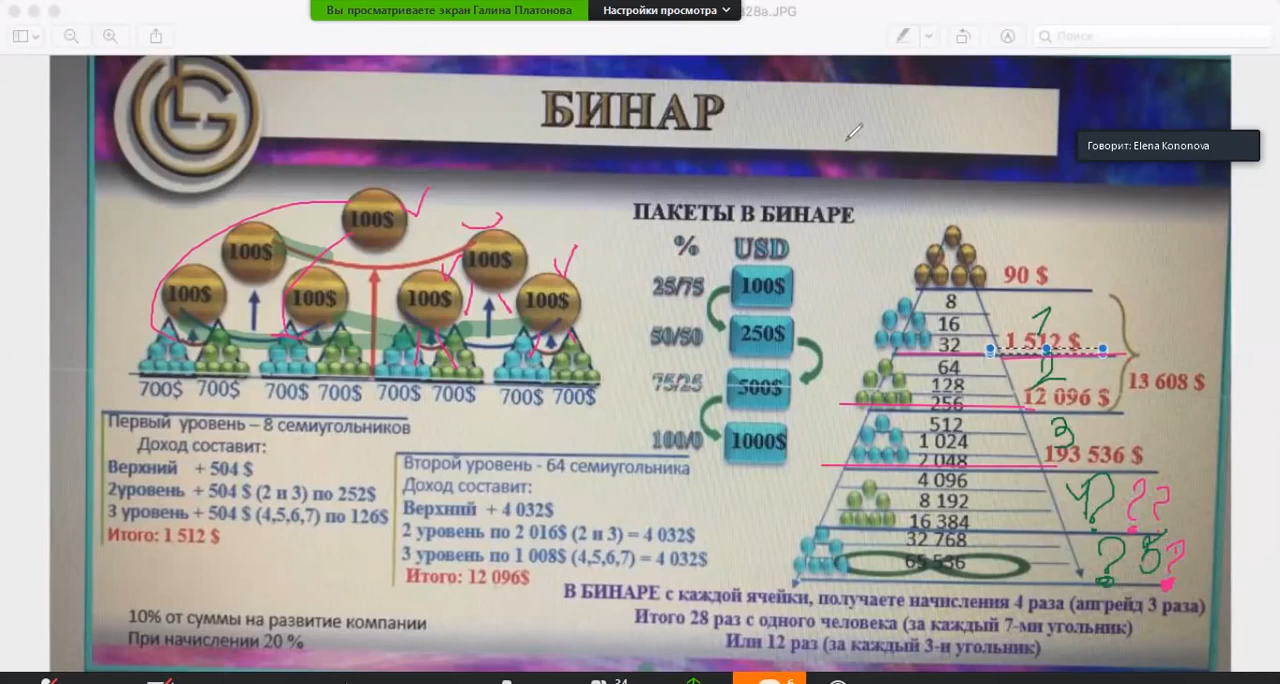 Вы просматриваете экран Галина Платонова
Настройки просмотра
28a.JPG
Поиск
БИНАР
Говорит: Elena Kononova
100$
100$
100$
100$
100$
100$
100$
700$ 700$ 700$ 700$ 700$ 700$ 700$ 700$
ПАКЕТЫ В БИНАРЕ
% USD
25/75 100$
50/50 250$
75/25 500$
100/0 1000$
90 $
8
16
32
1 512 $
1
64
128
256
2
12 096 $
13 608 $
512
1 024
2 048
3
193 536 $
4 096
8 192
16 384
4? ??
32 768
65 536
? 5?
Первый уровень – 8 семиугольников
Доход составит:
Верхний + 504 $
2уровень + 504 $ (2 и 3) по 252$
3 уровень + 504 $ (4,5,6,7) по 126$
Итого: 1 512 $
Второй уровень - 64 семиугольника
Доход составит:
Верхний + 4 032$
2 уровень по 2 016$ (2 и 3) = 4 032$
3 уровень по 1 008$ (4,5,6,7) = 4 032$
Итого: 12 096$
10% от суммы на развитие компании
При начислении 20 %
В БИНАРЕ с каждой ячейки, получаете начисления 4 раза (апгрейд 3 раза)
Итого 28 раз с одного человека (за каждый 7-ми угольник)
Или 12 раз (за каждый 3-и угольник)